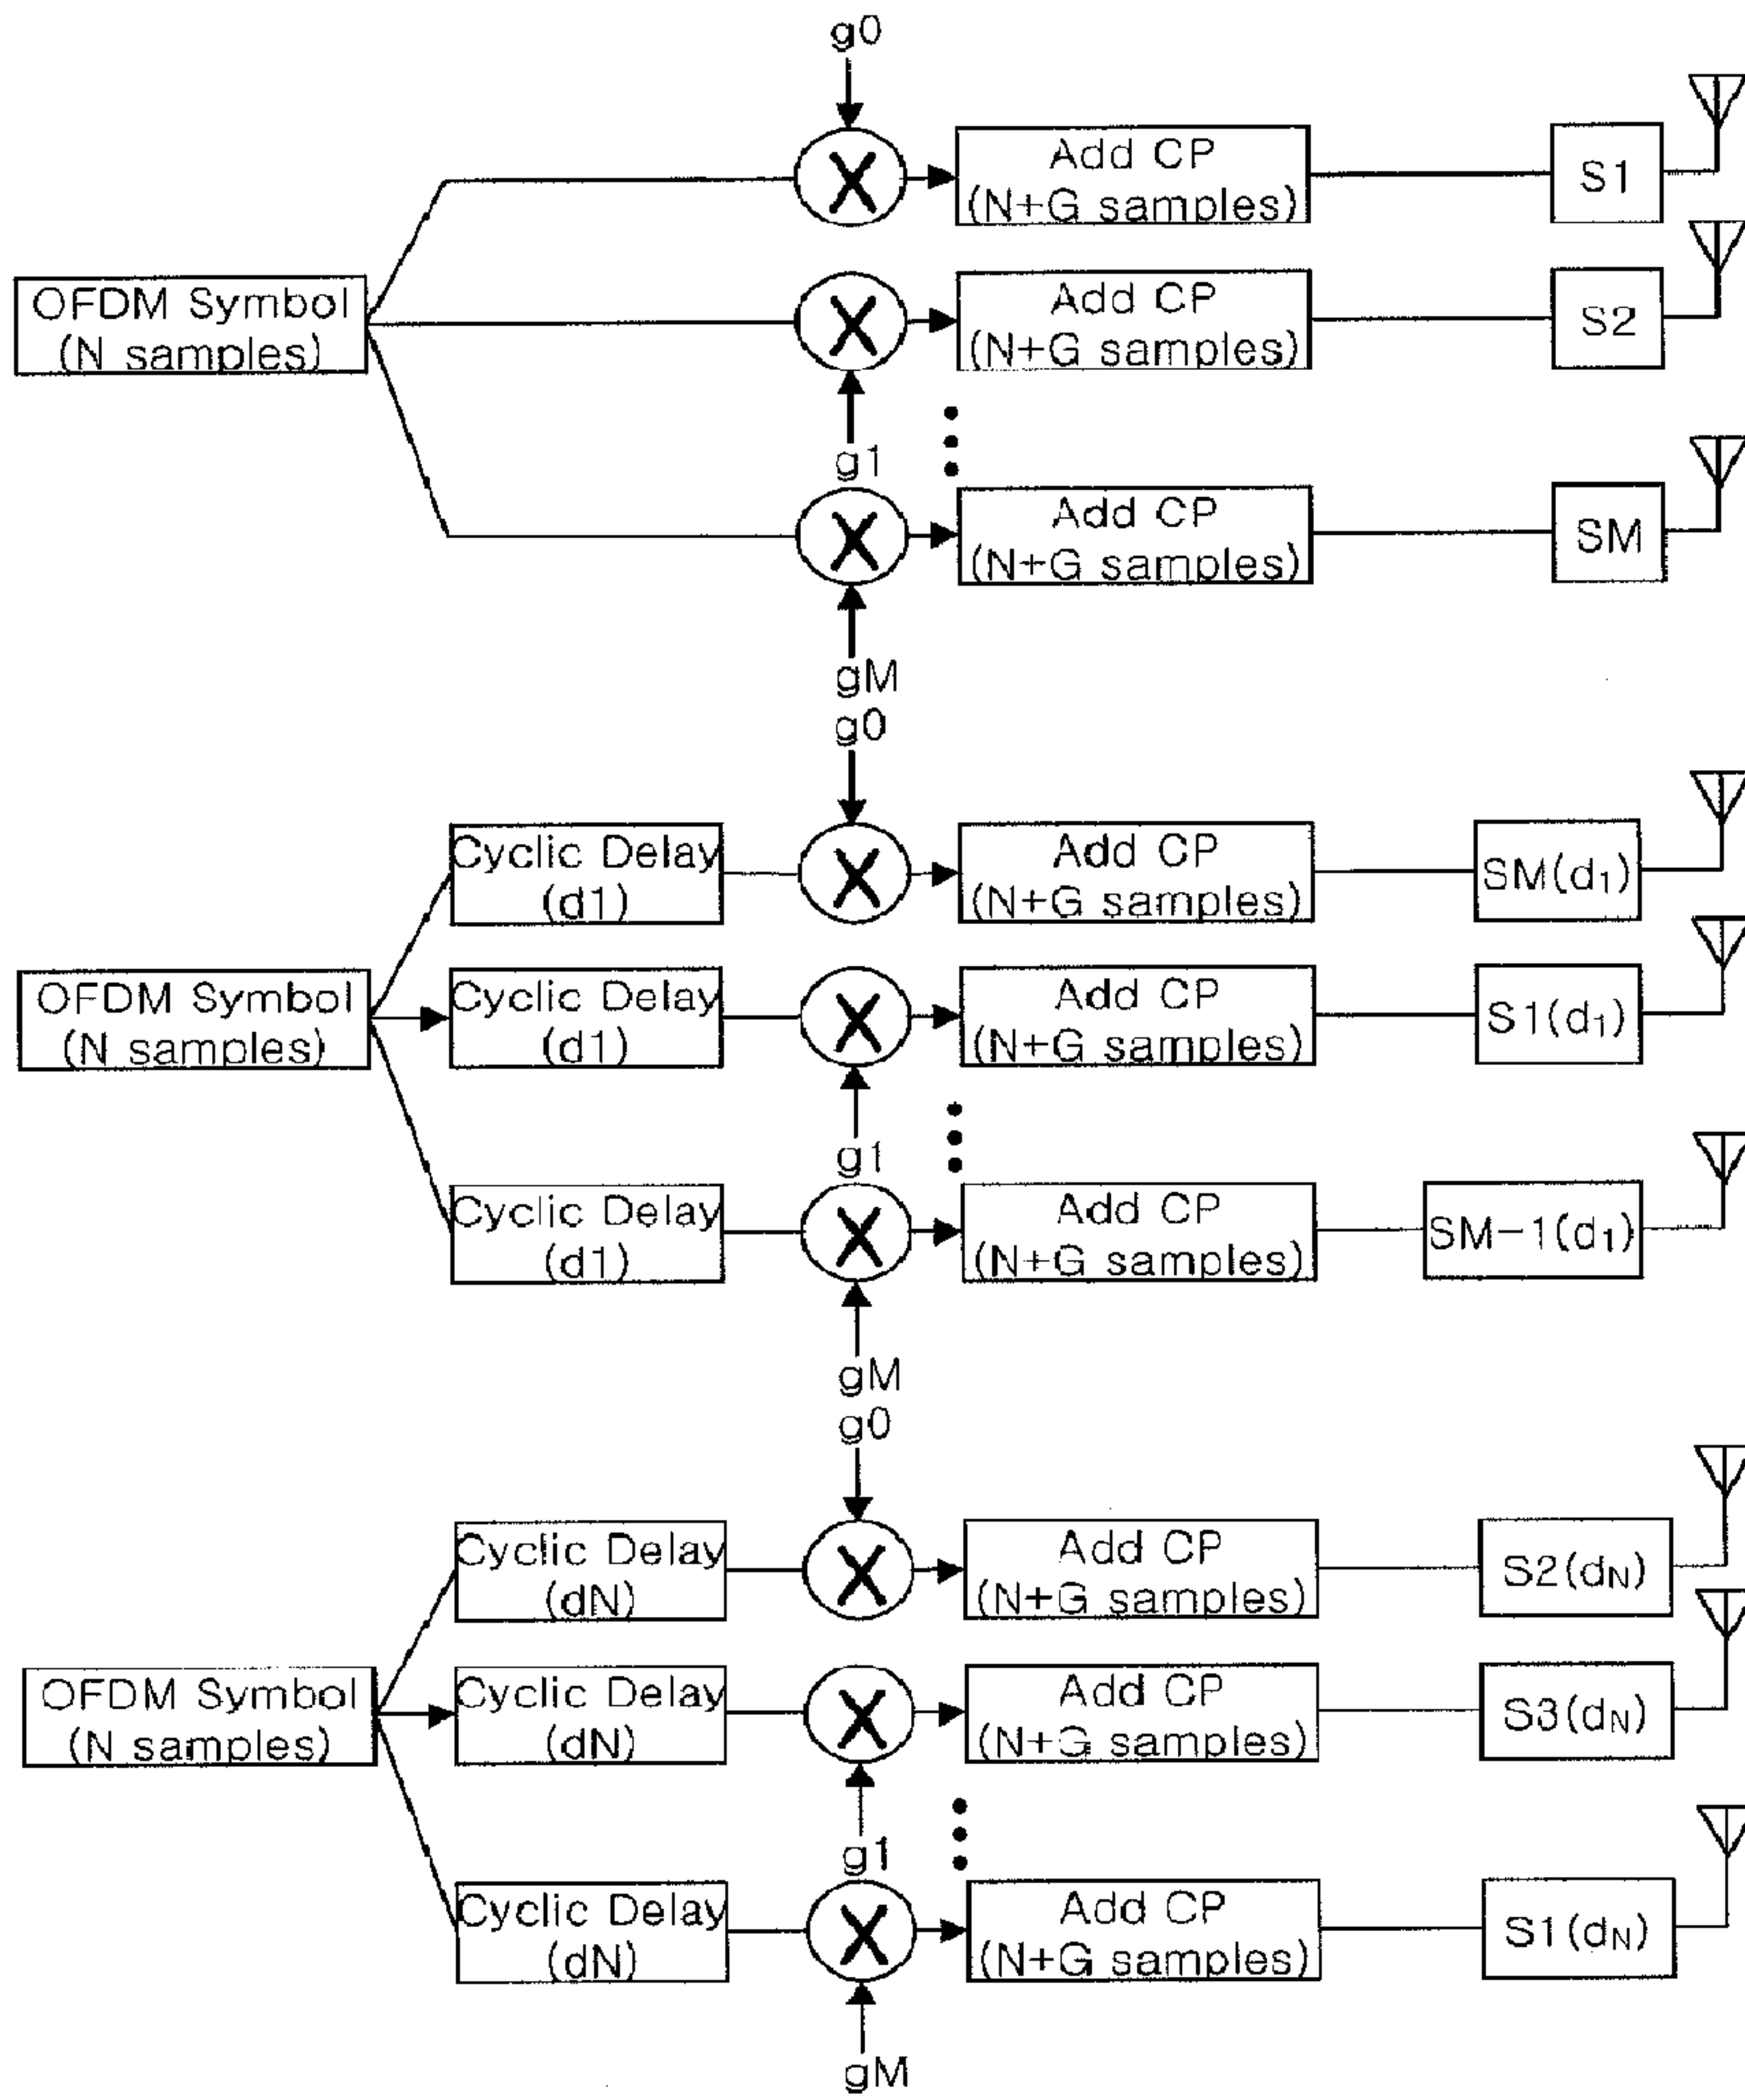 g0
Add CP
(N+G samples)
S1
OFDM Symbol
(N samples)
Add CP
(N+G samples)
S2
g1
Add CP
(N+G samples)
SM
gM
g0
Cyclic Delay
(d1)
Add CP
(N+G samples)
SM(d1)
OFDM Symbol
(N samples)
Cyclic Delay
(d1)
Add CP
(N+G samples)
S1(d1)
g1
Cyclic Delay
(d1)
Add CP
(N+G samples)
SM-1(d1)
gM
g0
Cyclic Delay
(dN)
Add CP
(N+G samples)
S2(dN)
OFDM Symbol
(N samples)
Cyclic Delay
(dN)
Add CP
(N+G samples)
S3(dN)
g1
Cyclic Delay
(dN)
Add CP
(N+G samples)
S1(dN)
gM